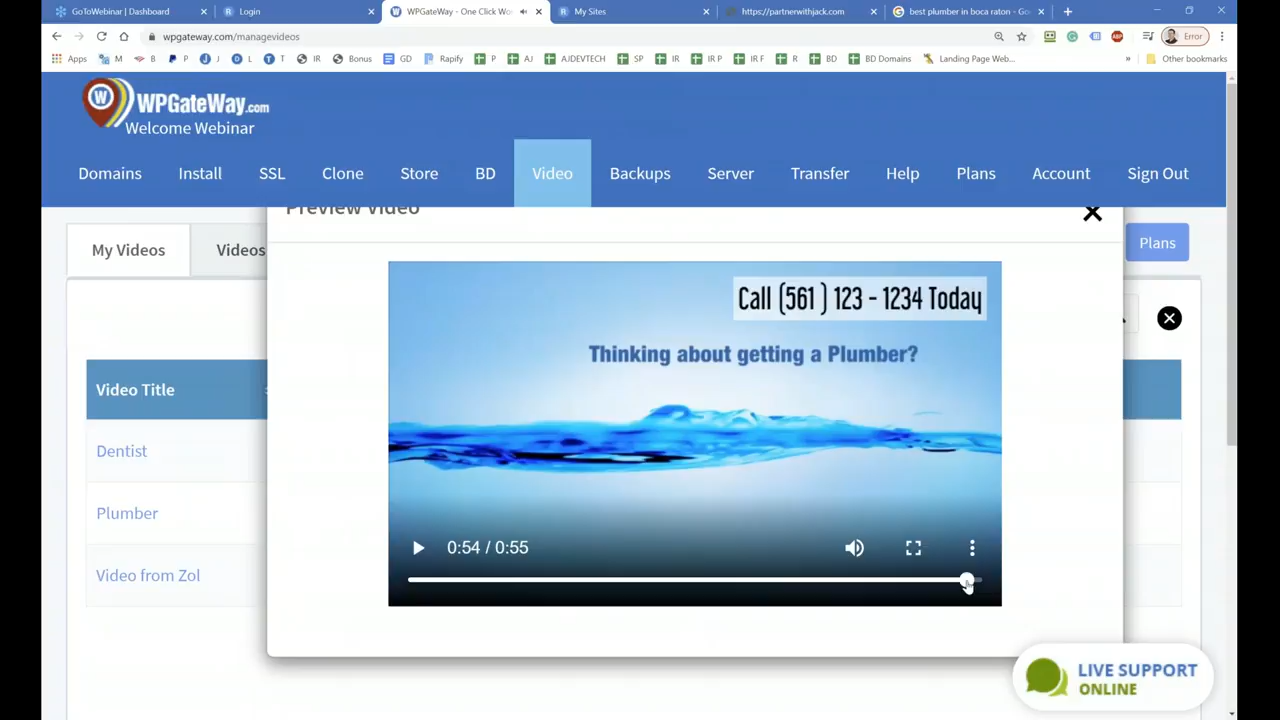 GoToWebinar | Dashboard
Login
WPGateWay - One Click Wo
My Sites
https://partnerwithjack.com
best plumber in boca raton - Go
wpgateway.com/managevideos
Error
Apps M B P J L T IR Bonus GD Rapify P AJ AJDEVTECH SP IR IR P IR F R BD BD Domains Landing Page Web... » Other bookmarks
WPGateWay.com
Welcome Webinar
Domains Install SSL Clone Store BD Video Backups Server Transfer Help Plans Account Sign Out
Preview Video
My Videos Videos Plans
Call (561 ) 123 - 1234 Today
Thinking about getting a Plumber?
Video Title
Dentist
Plumber
Video from Zol
0:54 / 0:55
LIVE SUPPORT
ONLINE